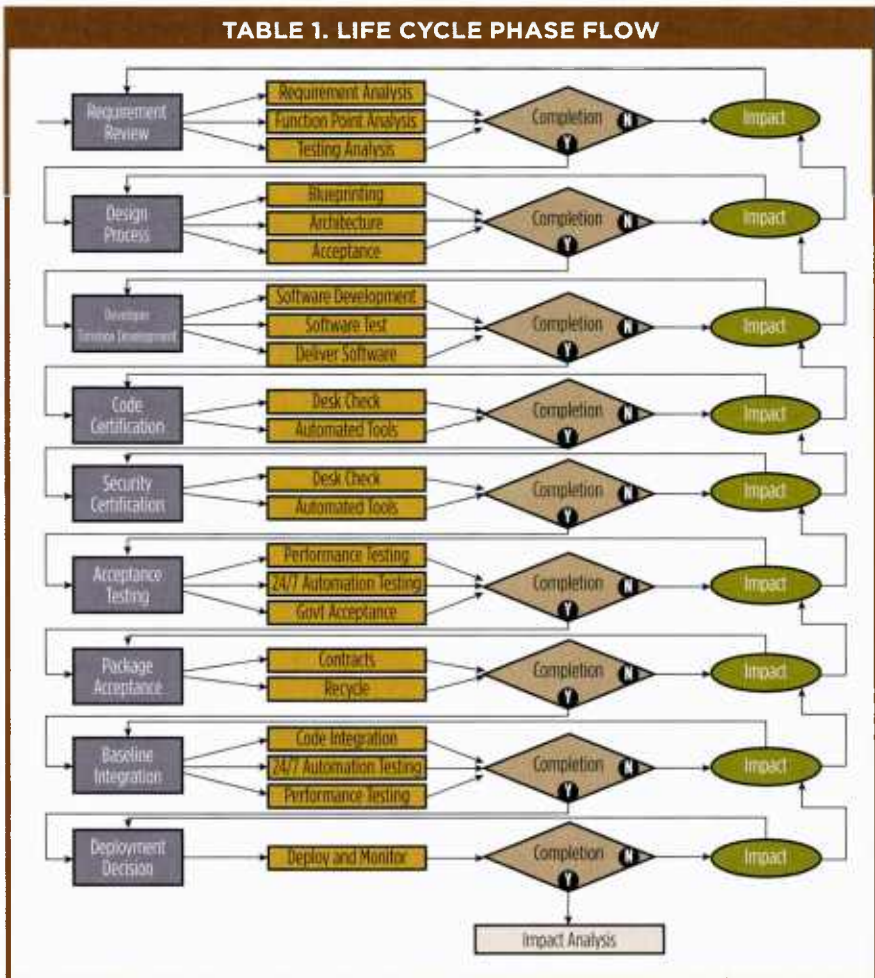 TABLE 1. LIFE CYCLE PHASE FLOW
Requirement
Review
Requirement Analysis
Function Point Analysis
Testing Analysis
Completion
N
Y
Impact
Design
Process
Blueprinting
Architecture
Acceptance
Completion
N
Y
Impact
Developer
Function Development
Software Development
Software Test
Deliver Software
Completion
N
Y
Impact
Code
Certification
Desk Check
Automated Tools
Completion
N
Y
Impact
Security
Certification
Desk Check
Automated Tools
Completion
N
Y
Impact
Acceptance
Testing
Performance Testing
24/7 Automation Testing
Govt Acceptance
Completion
N
Y
Impact
Package
Acceptance
Contracts
Recycle
Completion
N
Y
Impact
Baseline
Integration
Code Integration
24/7 Automation Testing
Performance Testing
Completion
N
Y
Impact
Deployment
Decision
Deploy and Monitor
Completion
N
Y
Impact
Impact Analysis